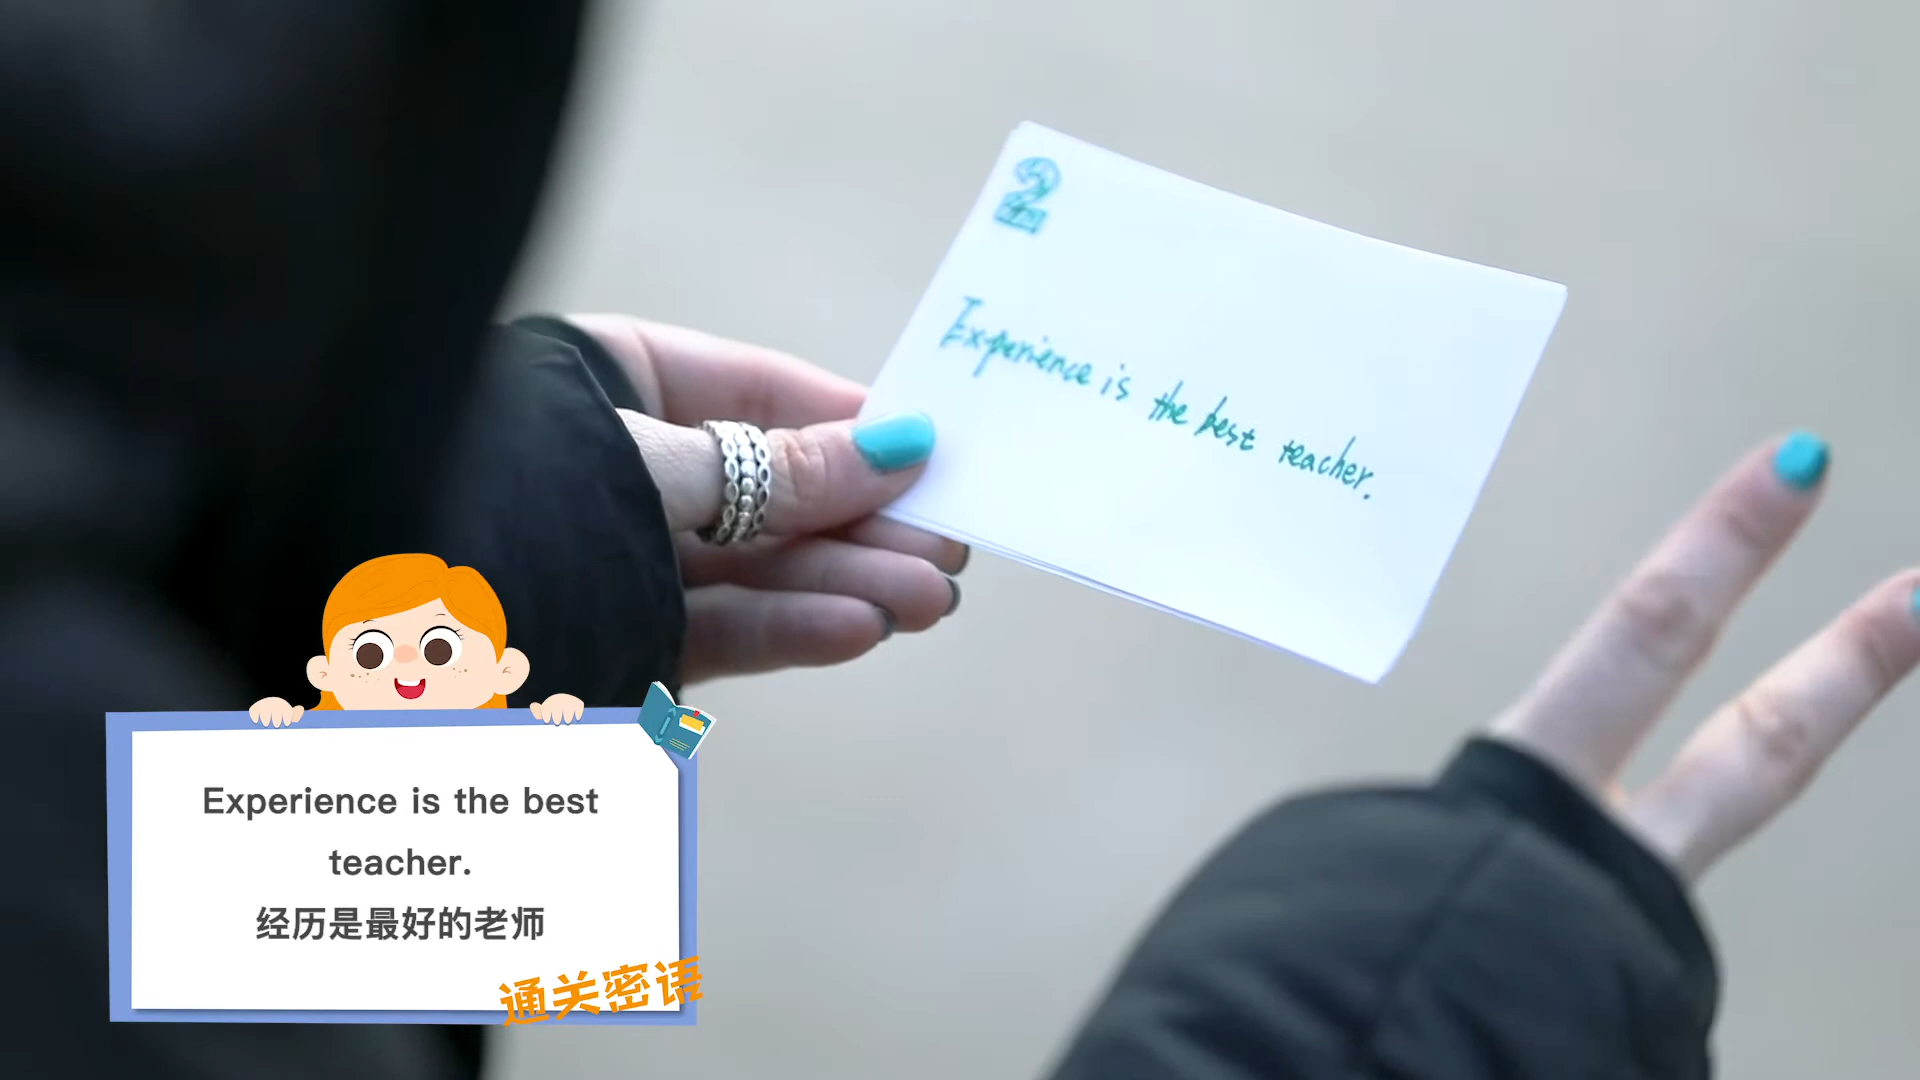 2
Experience is the best teacher.
Experience is the best
teacher.
经历是最好的老师
通关密语